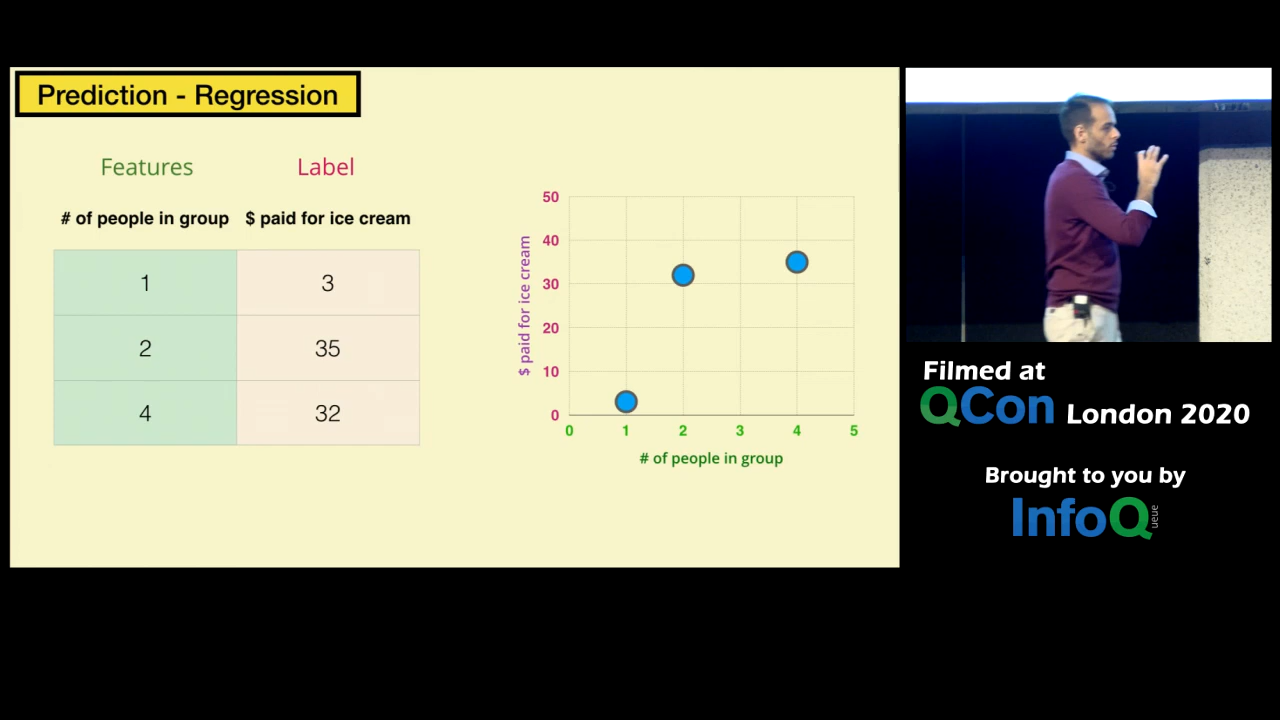 Prediction - Regression
Features
Label
# of people in group
$ paid for ice cream
1
3
2
35
4
32
50
40
30
20
10
0
$ paid for ice cream
0
1
2
3
4
5
# of people in group
Filmed at
QCon London 2020
Brought to you by
InfoQ
ueue